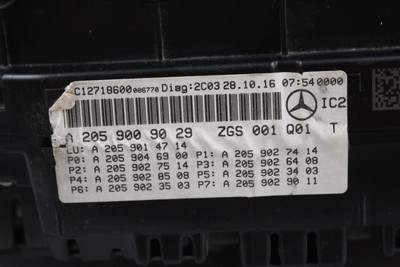 C12718600 006770 Diag:2C03 28.10.16 07:54 0000
IC2
A 205 900 90 29 ZGS 001 Q01 T
LU: A 205 901 47 14
P0: A 205 904 69 00 P1: A 205 902 74 14
P2: A 205 902 75 14 P3: A 205 902 64 08
P4: A 205 902 85 08 P5: A 205 902 34 03
P6: A 205 902 35 03 P7: A 205 902 90 11